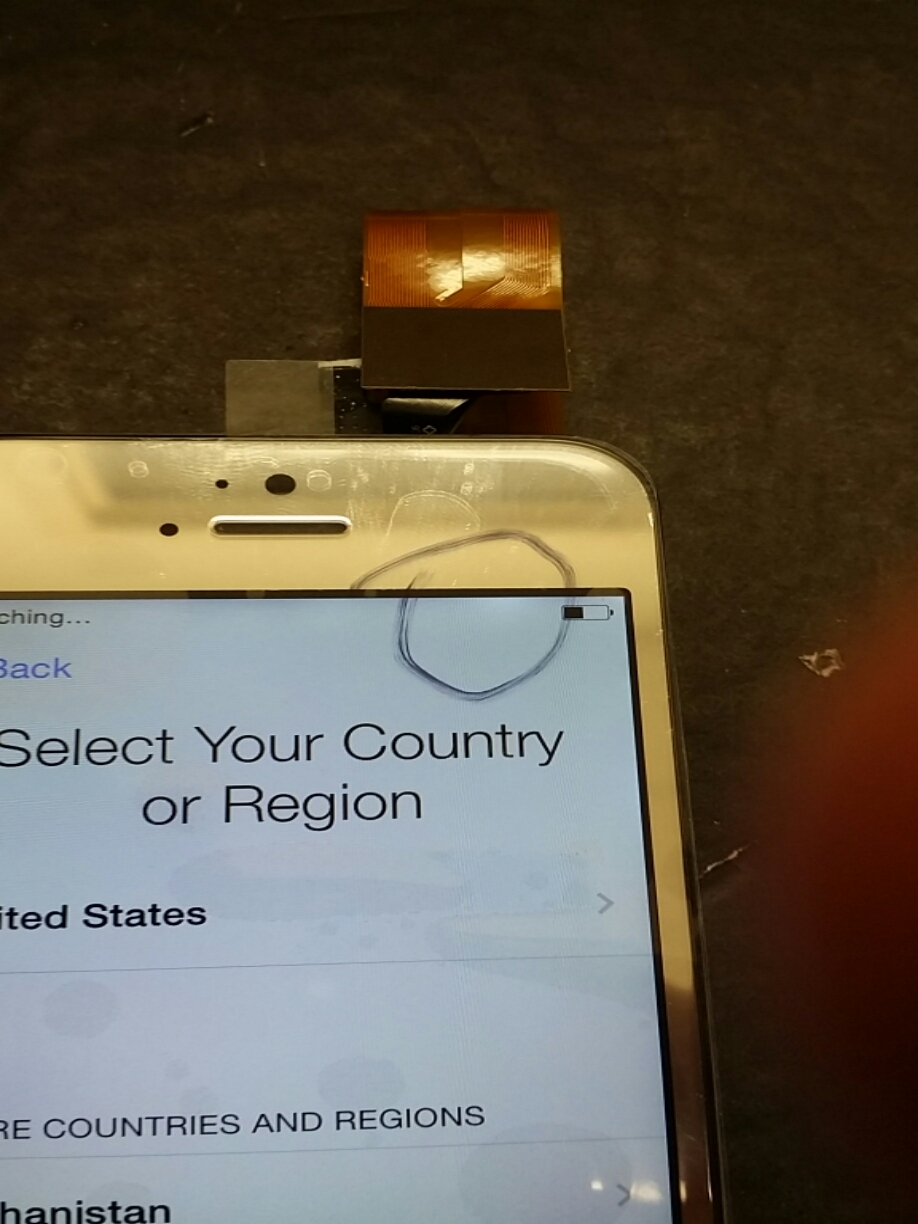 ching...
Back
Select Your Country
or Region
ited States
RE COUNTRIES AND REGIONS
hanistan